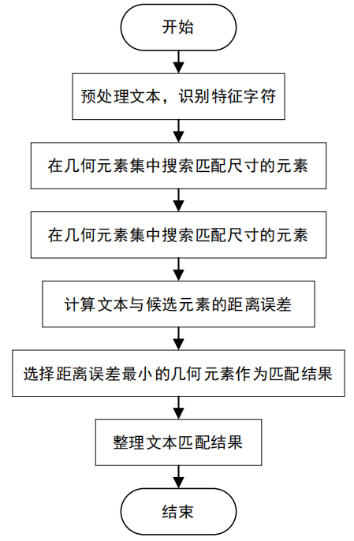 开始
预处理文本，识别特征字符
在几何元素集中搜索匹配尺寸的元素
在几何元素集中搜索匹配尺寸的元素
计算文本与候选元素的距离误差
选择距离误差最小的几何元素作为匹配结果
整理文本匹配结果
结束